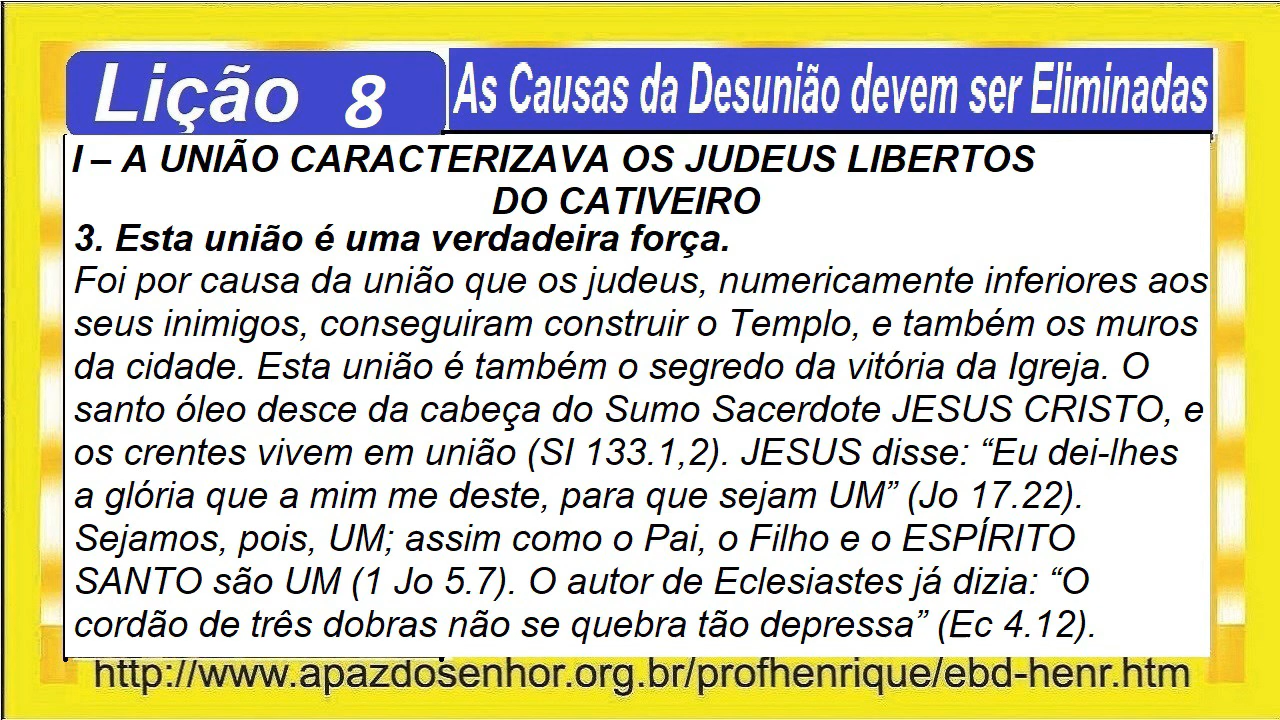 Lição 8 As Causas da Desunião devem ser Eliminadas
I – A UNIÃO CARACTERIZAVA OS JUDEUS LIBERTOS
DO CATIVEIRO
3. Esta união é uma verdadeira força.
Foi por causa da união que os judeus, numericamente inferiores aos
seus inimigos, conseguiram construir o Templo, e também os muros
da cidade. Esta união é também o segredo da vitória da Igreja. O
santo óleo desce da cabeça do Sumo Sacerdote JESUS CRISTO, e
os crentes vivem em união (SI 133.1,2). JESUS disse: “Eu dei-lhes
a glória que a mim me deste, para que sejam UM” (Jo 17.22).
Sejamos, pois, UM; assim como o Pai, o Filho e o ESPÍRITO
SANTO são UM (1 Jo 5.7). O autor de Eclesiastes já dizia: “O
cordão de três dobras não se quebra tão depressa” (Ec 4.12).
http://www.apazdosenhor.org.br/profhenrique/ebd-henr.htm